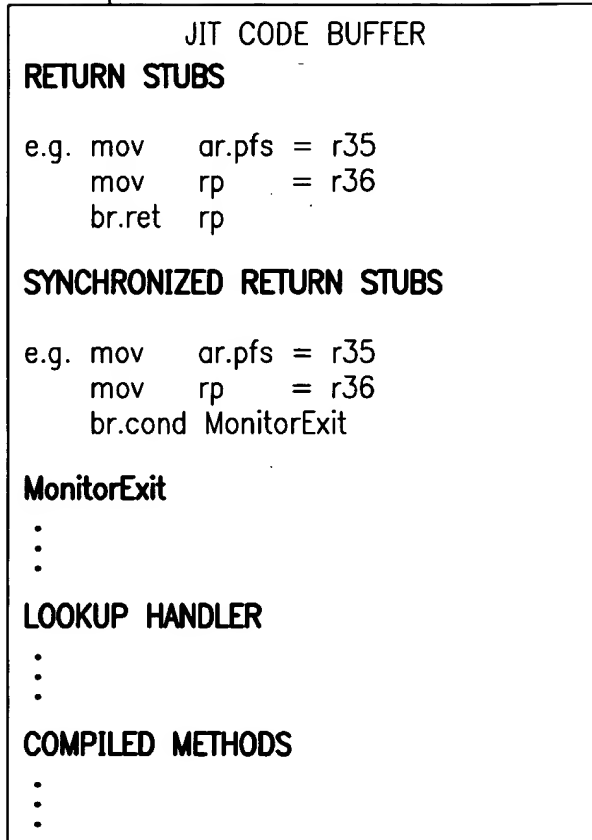 JIT CODE BUFFER
RETURN STUBS
e.g. mov ar.pfs = r35
mov rp = r36
br.ret rp
SYNCHRONIZED RETURN STUBS
e.g. mov ar.pfs = r35
mov rp = r36
br.cond MonitorExit
MonitorExit
LOOKUP HANDLER
COMPILED METHODS